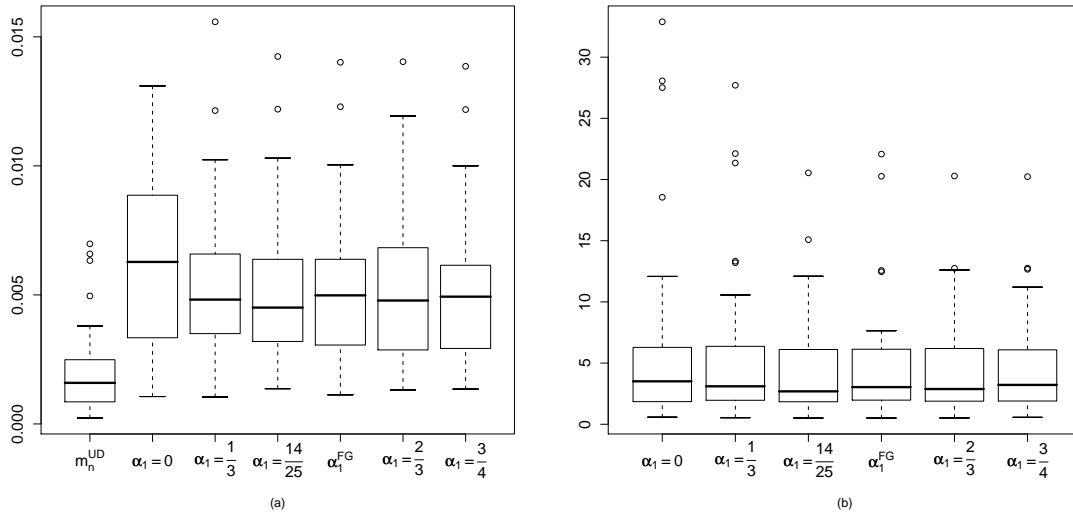 0.015
0.010
0.005
0.000
m_n^UD α₁ = 0 α₁ = 1/3 α₁ = 14/25 α₁^FG α₁ = 2/3 α₁ = 3/4
(a)
30
25
20
15
10
5
0
α₁ = 0 α₁ = 1/3 α₁ = 14/25 α₁^FG α₁ = 2/3 α₁ = 3/4
(b)